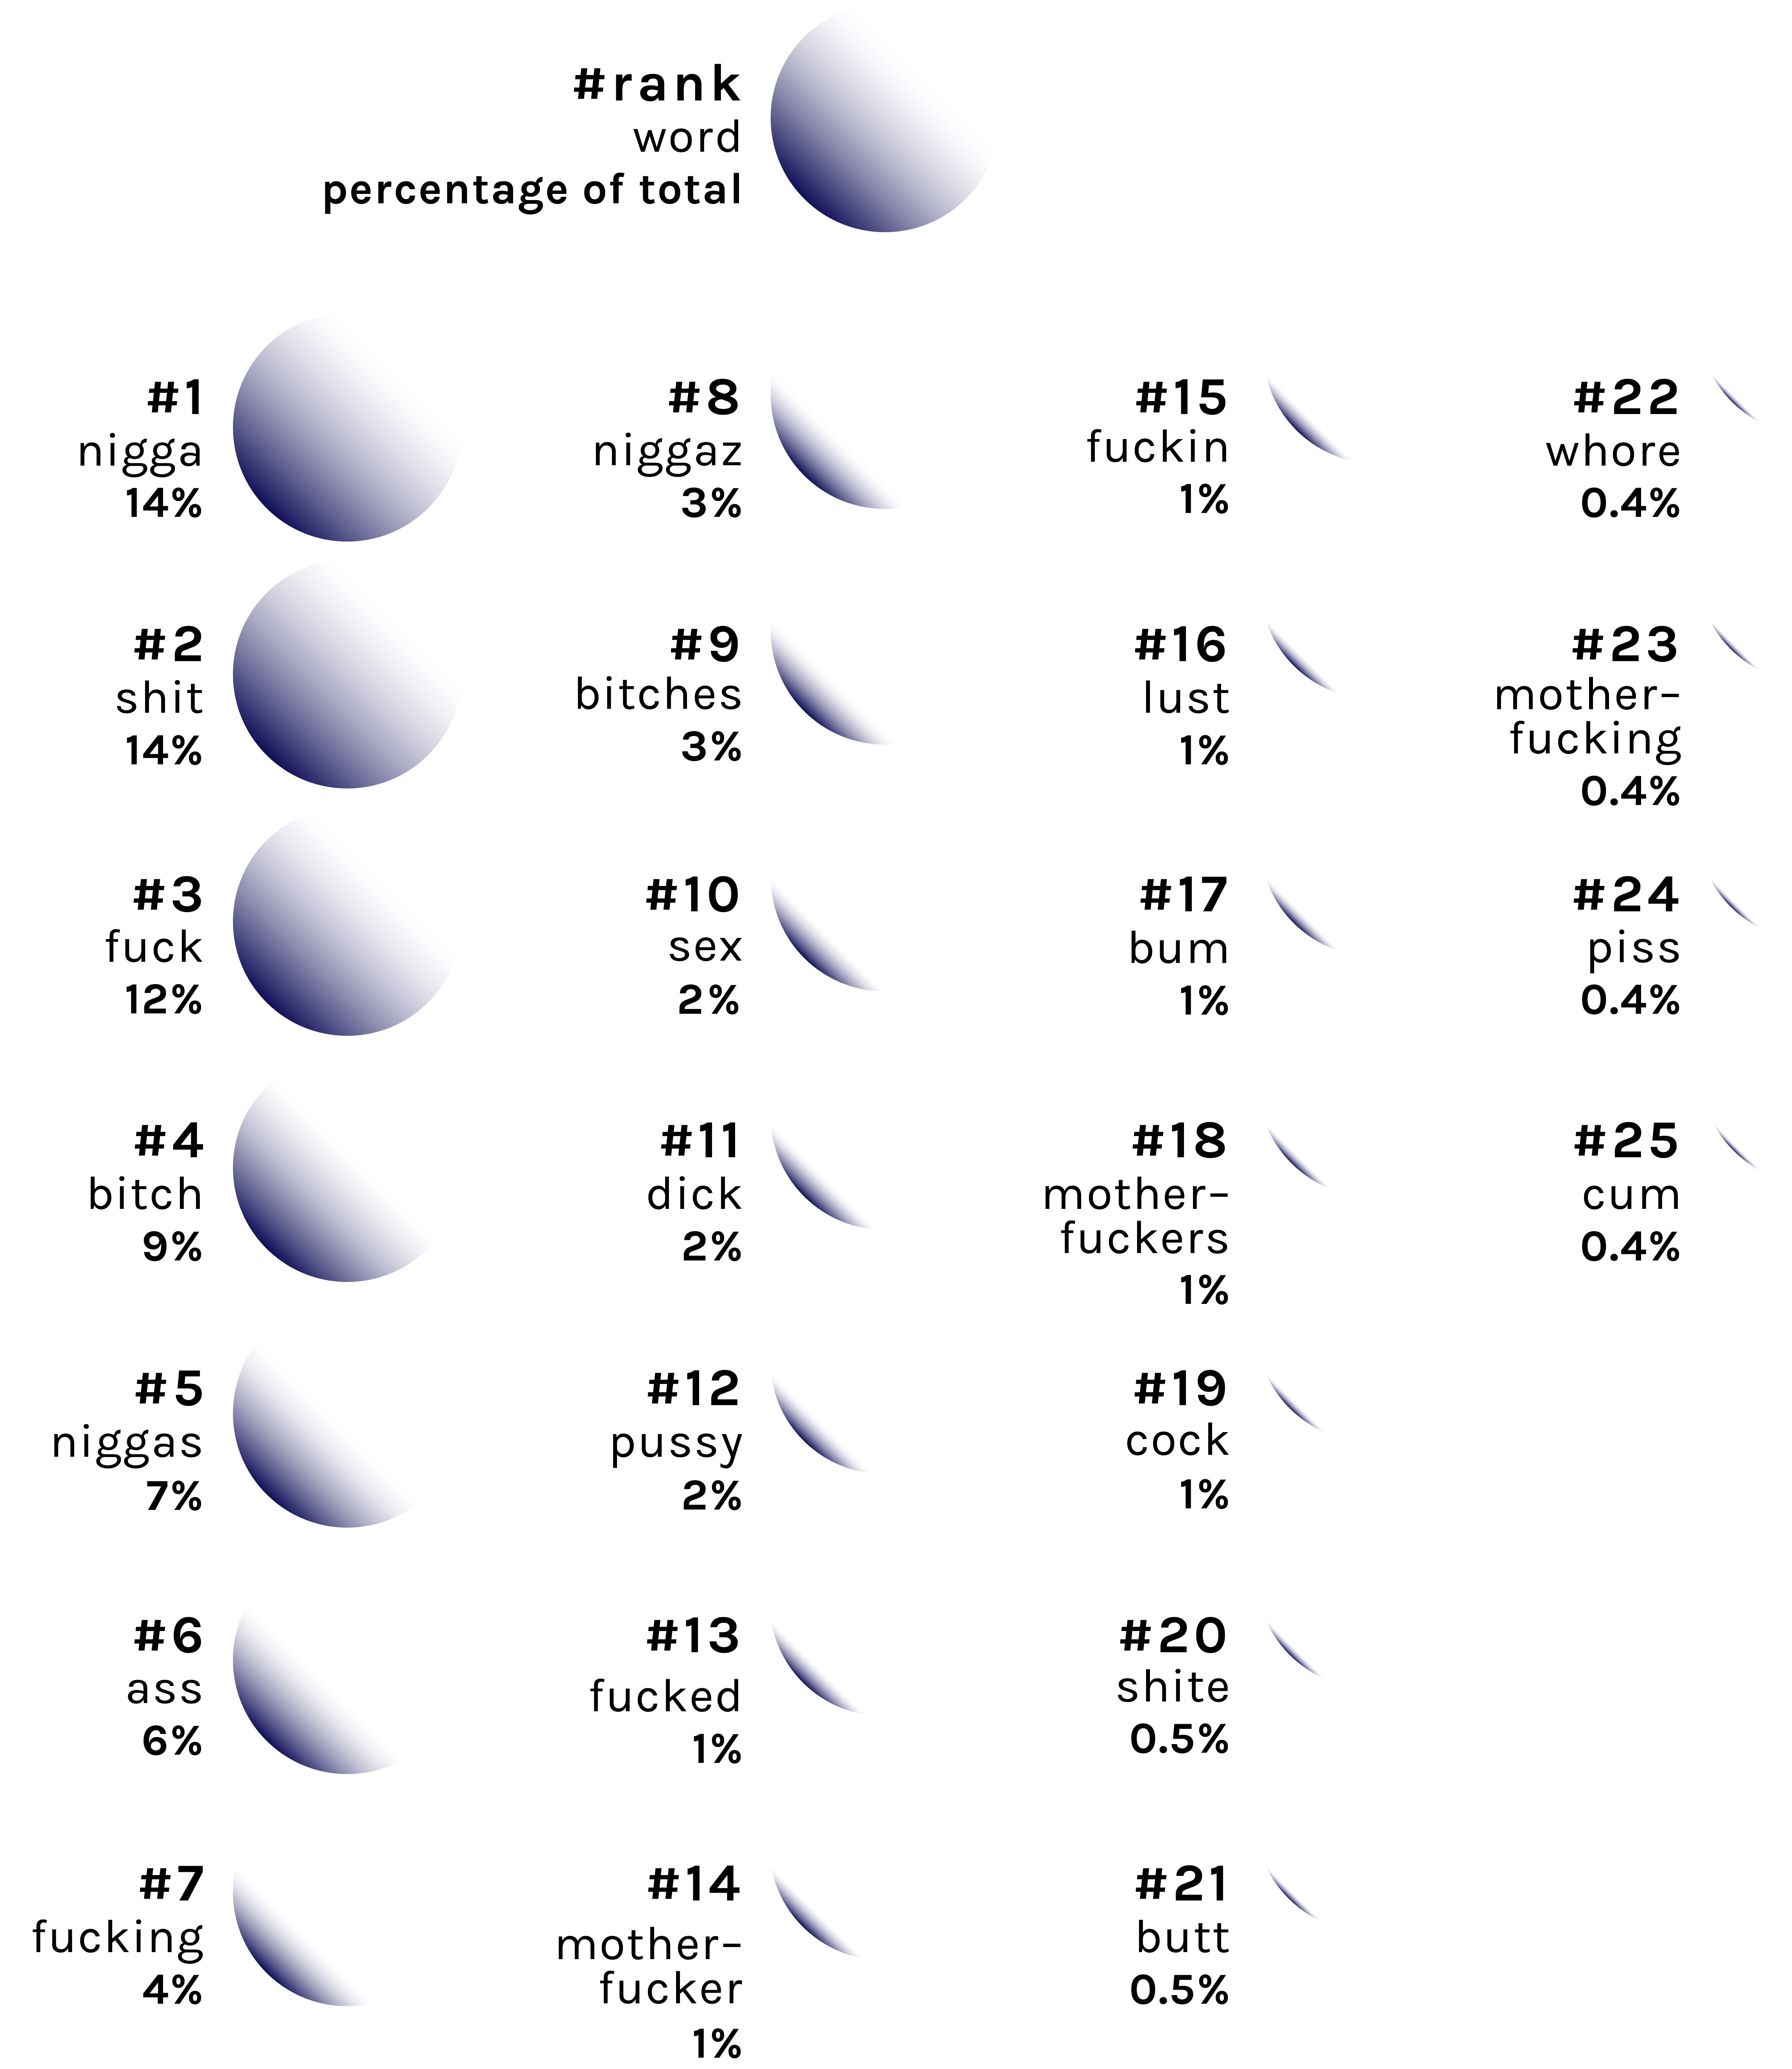 #rank
word
percentage of total
#1
nigga
14%
#2
shit
14%
#3
fuck
12%
#4
bitch
9%
#5
niggas
7%
#6
ass
6%
#7
fucking
4%
#8
niggaz
3%
#9
bitches
3%
#10
sex
2%
#11
dick
2%
#12
pussy
2%
#13
fucked
1%
#14
mother-
fucker
1%
#15
fuckin
1%
#16
lust
1%
#17
bum
1%
#18
mother-
fuckers
1%
#19
cock
1%
#20
shite
0.5%
#21
butt
0.5%
#22
whore
0.4%
#23
mother-
fucking
0.4%
#24
piss
0.4%
#25
cum
0.4%